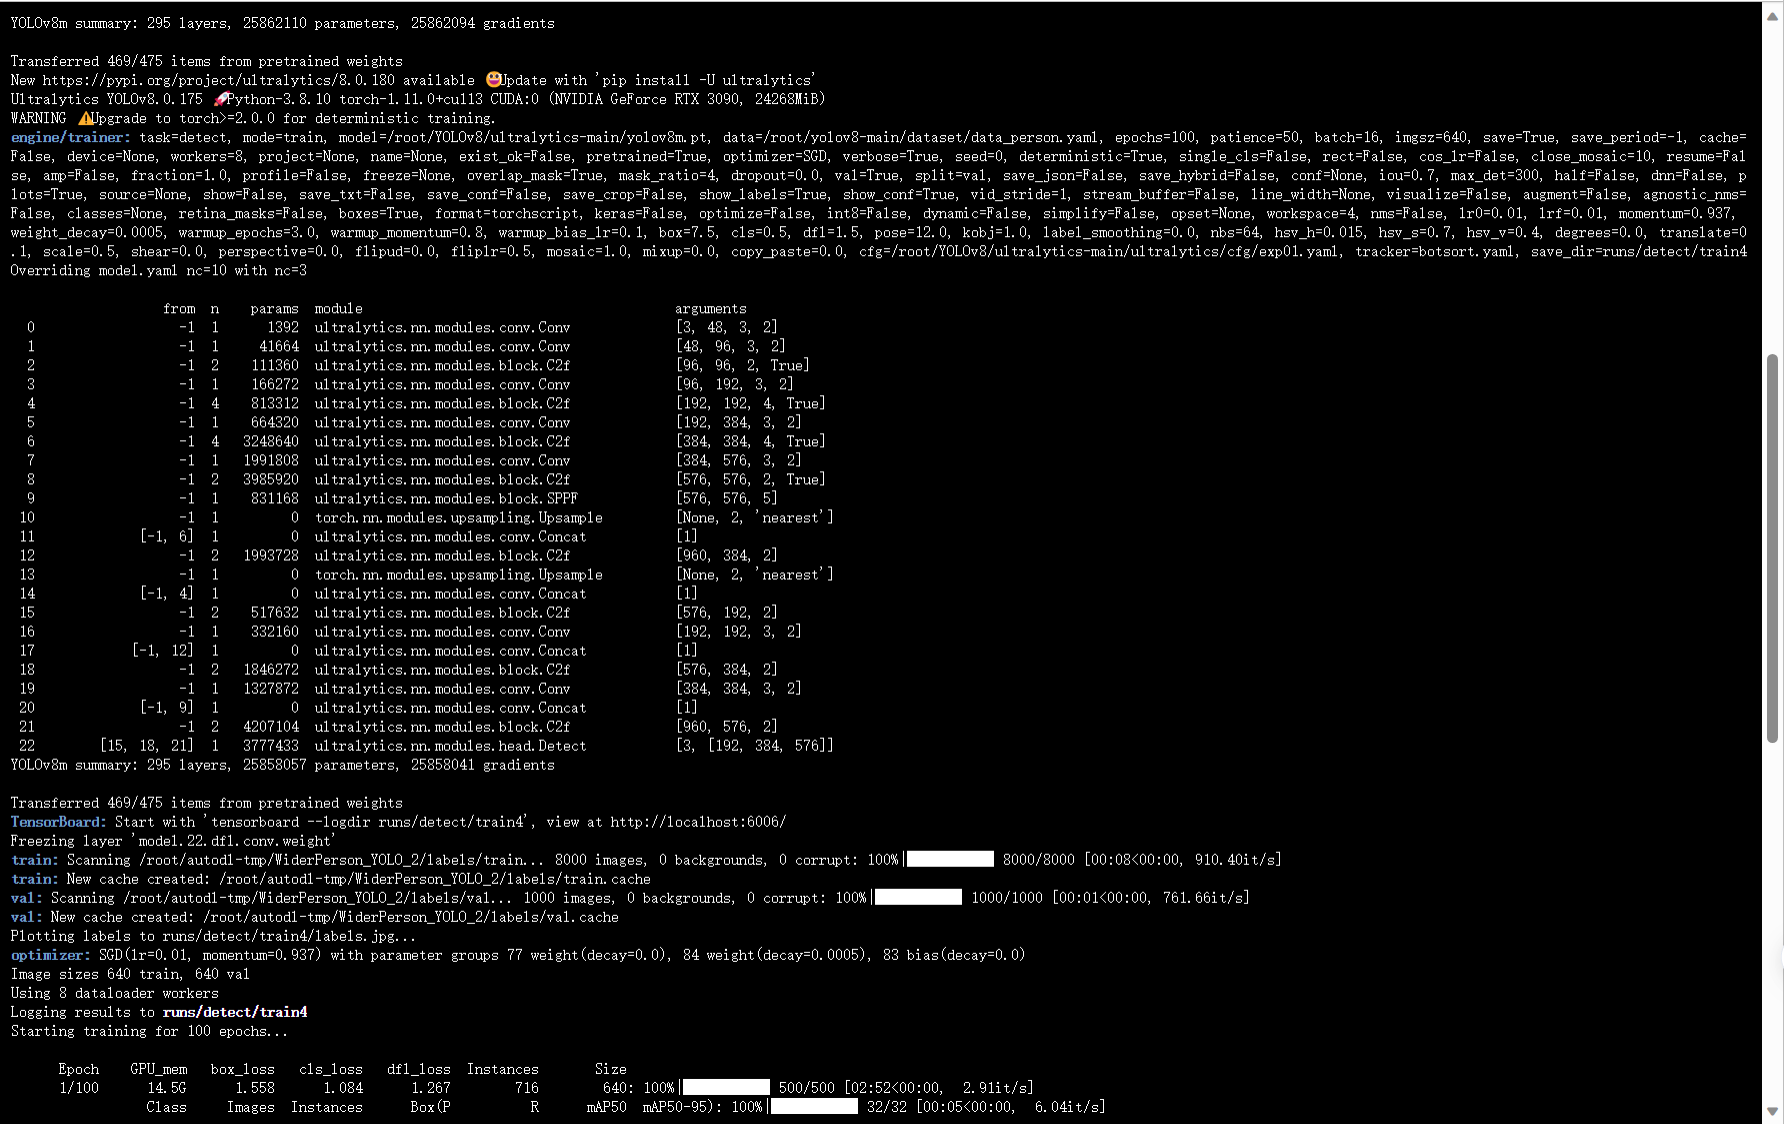 YOLOv8m summary: 295 layers, 25862110 parameters, 25862094 gradients
Transferred 469/475 items from pretrained weights
New https://pypi.org/project/ultralytics/8.0.180 available 😃Update with 'pip install -U ultralytics'
Ultralytics YOLOv8.0.175 🚀Python-3.8.10 torch-1.11.0+cu113 CUDA:0 (NVIDIA GeForce RTX 3090, 24268MiB)
WARNING ⚠️Upgrade to torch>=2.0.0 for deterministic training.
engine/trainer: task=detect, mode=train, model=/root/YOLOv8/ultralytics-main/yolov8m.pt, data=/root/yolov8-main/dataset/data_person.yaml, epochs=100, patience=50, batch=16, imgsz=640, save=True, save_period=-1, cache=
False, device=None, workers=8, project=None, name=None, exist_ok=False, pretrained=True, optimizer=SGD, verbose=True, seed=0, deterministic=True, single_cls=False, rect=False, cos_lr=False, close_mosaic=10, resume=Fal
se, amp=False, fraction=1.0, profile=False, freeze=None, overlap_mask=True, mask_ratio=4, dropout=0.0, val=True, split=val, save_json=False, save_hybrid=False, conf=None, iou=0.7, max_det=300, half=False, dnn=False, p
lots=True, source=None, show=False, save_txt=False, save_conf=False, save_crop=False, show_labels=True, show_conf=True, vid_stride=1, stream_buffer=False, line_width=None, visualize=False, augment=False, agnostic_nms=
False, classes=None, retina_masks=False, boxes=True, format=torchscript, keras=False, optimize=False, int8=False, dynamic=False, simplify=False, opset=None, workspace=4, nms=False, lr0=0.01, lrf=0.01, momentum=0.937,
weight_decay=0.0005, warmup_epochs=3.0, warmup_momentum=0.8, warmup_bias_lr=0.1, box=7.5, cls=0.5, dfl=1.5, pose=12.0, kobj=1.0, label_smoothing=0.0, nbs=64, hsv_h=0.015, hsv_s=0.7, hsv_v=0.4, degrees=0.0, translate=0
.1, scale=0.5, shear=0.0, perspective=0.0, flipud=0.0, fliplr=0.5, mosaic=1.0, mixup=0.0, copy_paste=0.0, cfg=/root/YOLOv8/ultralytics-main/ultralytics/cfg/exp01.yaml, tracker=botsort.yaml, save_dir=runs/detect/train4
Overriding model.yaml nc=10 with nc=3
from n params module arguments
0 -1 1 1392 ultralytics.nn.modules.conv.Conv [3, 48, 3, 2]
1 -1 1 41664 ultralytics.nn.modules.conv.Conv [48, 96, 3, 2]
2 -1 2 111360 ultralytics.nn.modules.block.C2f [96, 96, 2, True]
3 -1 1 166272 ultralytics.nn.modules.conv.Conv [96, 192, 3, 2]
4 -1 4 813312 ultralytics.nn.modules.block.C2f [192, 192, 4, True]
5 -1 1 664320 ultralytics.nn.modules.conv.Conv [192, 384, 3, 2]
6 -1 4 3248640 ultralytics.nn.modules.block.C2f [384, 384, 4, True]
7 -1 1 1991808 ultralytics.nn.modules.conv.Conv [384, 576, 3, 2]
8 -1 2 3985920 ultralytics.nn.modules.block.C2f [576, 576, 2, True]
9 -1 1 831168 ultralytics.nn.modules.block.SPPF [576, 576, 5]
10 -1 1 0 torch.nn.modules.upsampling.Upsample [None, 2, 'nearest']
11 [-1, 6] 1 0 ultralytics.nn.modules.conv.Concat [1]
12 -1 2 1993728 ultralytics.nn.modules.block.C2f [960, 384, 2]
13 -1 1 0 torch.nn.modules.upsampling.Upsample [None, 2, 'nearest']
14 [-1, 4] 1 0 ultralytics.nn.modules.conv.Concat [1]
15 -1 2 517632 ultralytics.nn.modules.block.C2f [576, 192, 2]
16 -1 1 332160 ultralytics.nn.modules.conv.Conv [192, 192, 3, 2]
17 [-1, 12] 1 0 ultralytics.nn.modules.conv.Concat [1]
18 -1 2 1846272 ultralytics.nn.modules.block.C2f [576, 384, 2]
19 -1 1 1327872 ultralytics.nn.modules.conv.Conv [384, 384, 3, 2]
20 [-1, 9] 1 0 ultralytics.nn.modules.conv.Concat [1]
21 -1 2 4207104 ultralytics.nn.modules.block.C2f [960, 576, 2]
22 [15, 18, 21] 1 3777433 ultralytics.nn.modules.head.Detect [3, [192, 384, 576]]
YOLOv8m summary: 295 layers, 25858057 parameters, 25858041 gradients
Transferred 469/475 items from pretrained weights
TensorBoard: Start with 'tensorboard --logdir runs/detect/train4', view at http://localhost:6006/
Freezing layer 'model.22.dfl.conv.weight'
train: Scanning /root/autodl-tmp/WiderPerson_YOLO_2/labels/train... 8000 images, 0 backgrounds, 0 corrupt: 100%| 8000/8000 [00:08<00:00, 910.40it/s]
train: New cache created: /root/autodl-tmp/WiderPerson_YOLO_2/labels/train.cache
val: Scanning /root/autodl-tmp/WiderPerson_YOLO_2/labels/val... 1000 images, 0 backgrounds, 0 corrupt: 100%| 1000/1000 [00:01<00:00, 761.66it/s]
val: New cache created: /root/autodl-tmp/WiderPerson_YOLO_2/labels/val.cache
Plotting labels to runs/detect/train4/labels.jpg...
optimizer: SGD(lr=0.01, momentum=0.937) with parameter groups 77 weight(decay=0.0), 84 weight(decay=0.0005), 83 bias(decay=0.0)
Image sizes 640 train, 640 val
Using 8 dataloader workers
Logging results to runs/detect/train4
Starting training for 100 epochs...
Epoch GPU_mem box_loss cls_loss dfl_loss Instances Size
1/100 14.5G 1.558 1.084 1.267 716 640: 100%| 500/500 [02:52<00:00, 2.91it/s]
Class Images Instances Box(P R mAP50 mAP50-95): 100%| 32/32 [00:05<00:00, 6.04it/s]